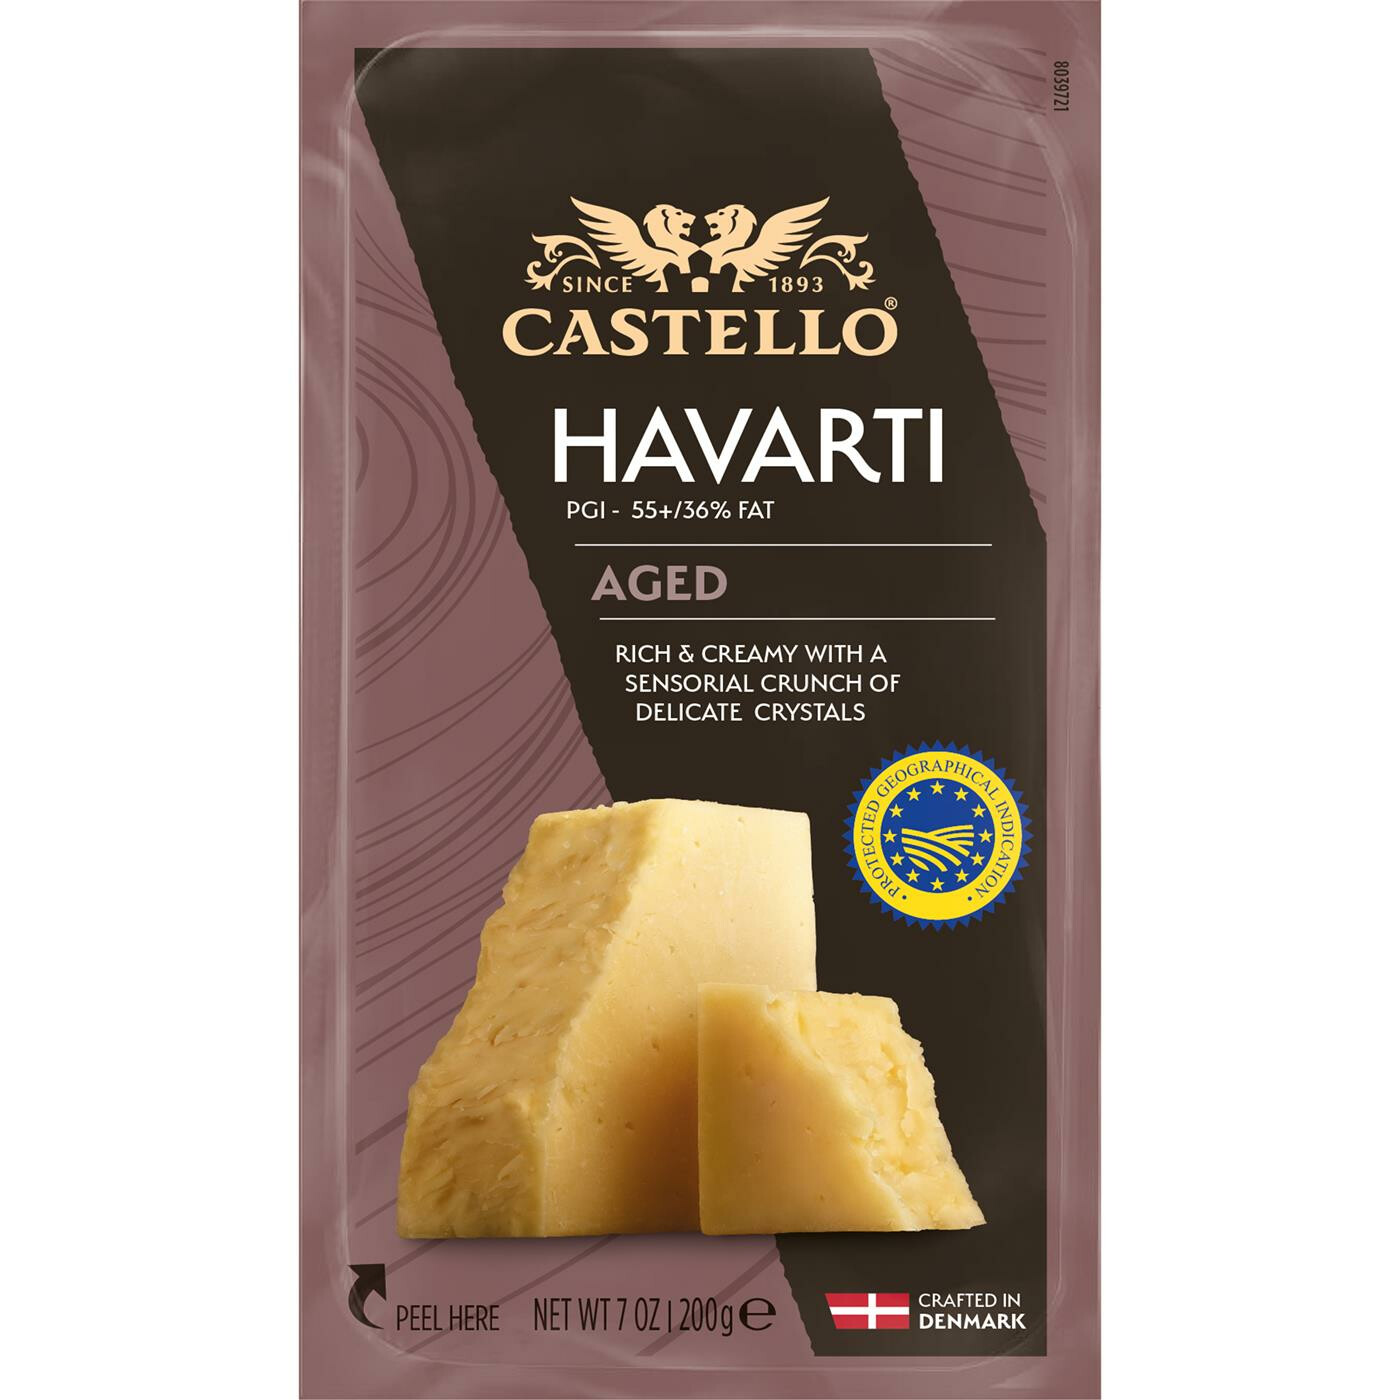 8039721
SINCE 1893
CASTELLO®
HAVARTI
PGI - 55+/36% FAT
AGED
RICH & CREAMY WITH A
SENSORIAL CRUNCH OF
DELICATE CRYSTALS
• PROTECTED GEOGRAPHICAL INDICATION •
PEEL HERE NET WT 7 OZ | 200g ℮
CRAFTED IN
DENMARK